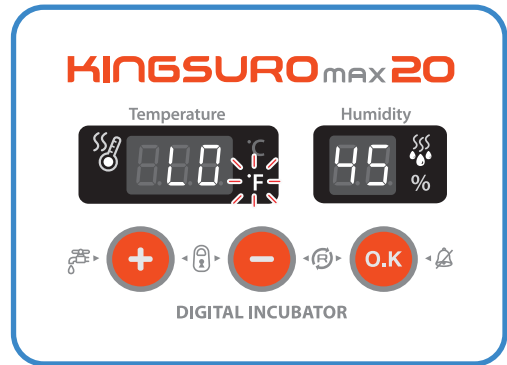 KINGSURO max 20
Temperature Humidity
LO °C °F 45 %
+ - R O.K
DIGITAL INCUBATOR